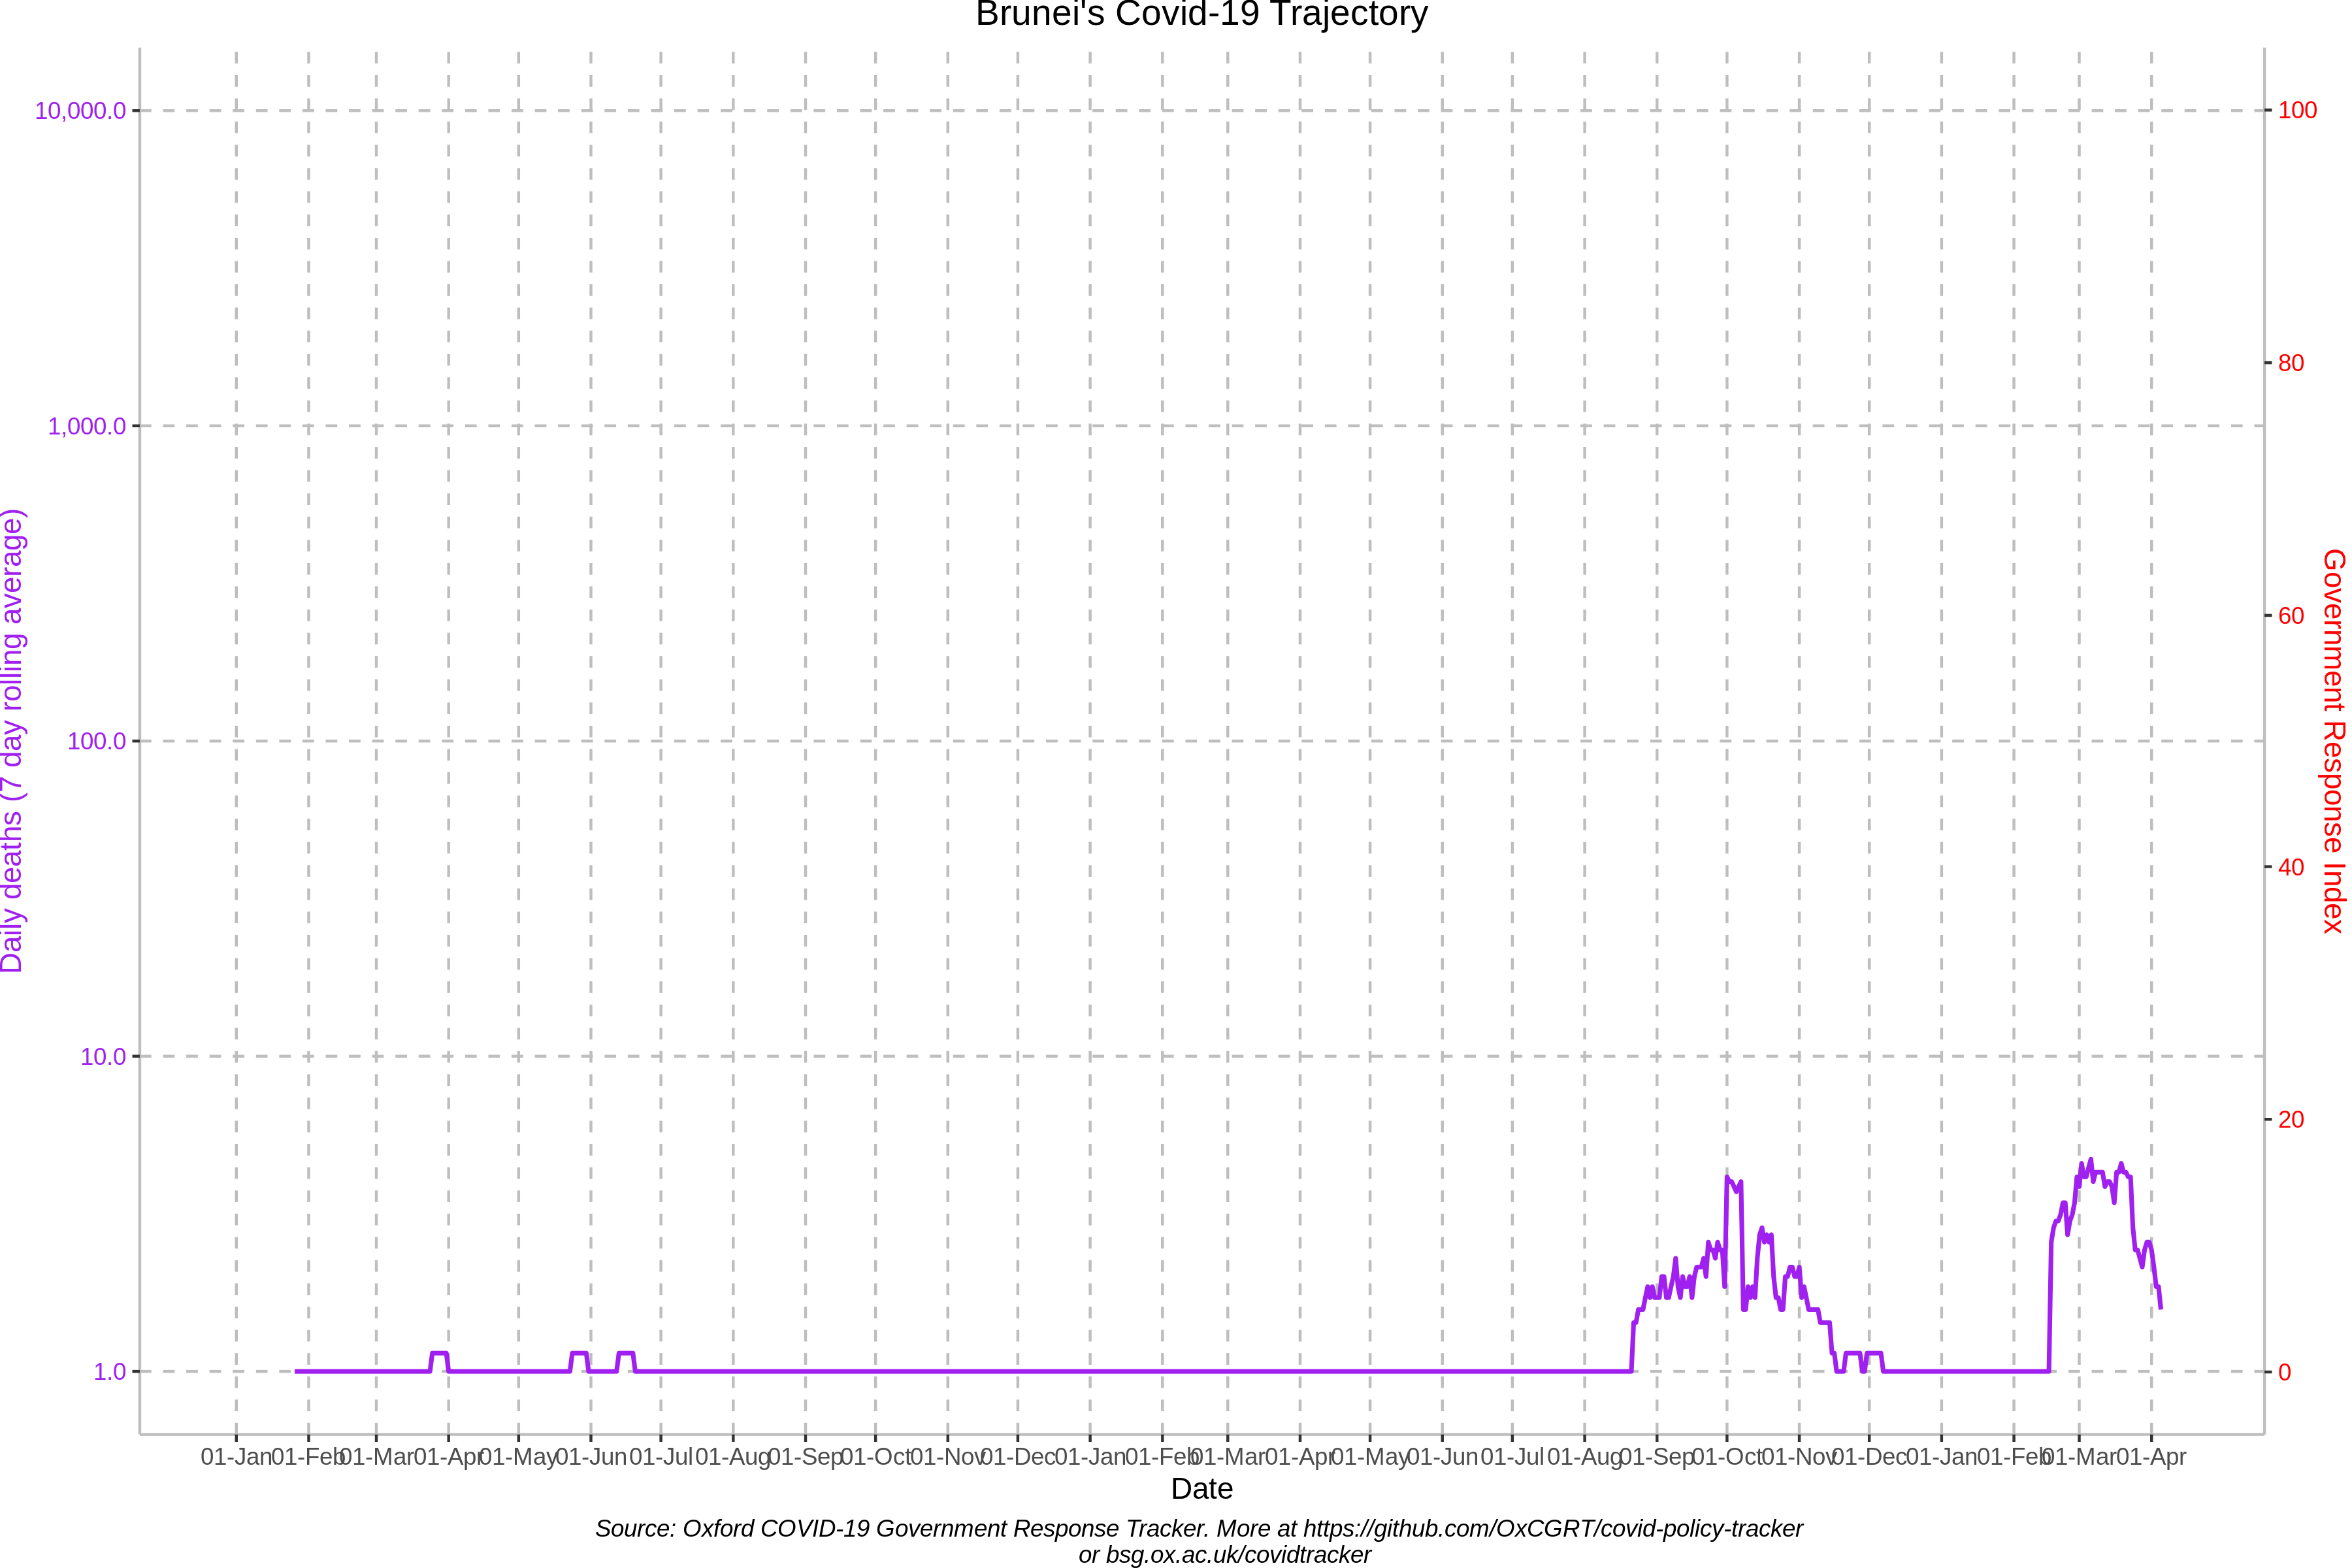 Brunei's Covid-19 Trajectory
Daily deaths (7 day rolling average)
10,000.0
1,000.0
100.0
10.0
1.0
100
80
60
40
20
0
Government Response Index
01-Jan 01-Feb 01-Mar 01-Apr 01-May 01-Jun 01-Jul 01-Aug 01-Sep 01-Oct 01-Nov 01-Dec 01-Jan 01-Feb 01-Mar 01-Apr 01-May 01-Jun 01-Jul 01-Aug 01-Sep 01-Oct 01-Nov 01-Dec 01-Jan 01-Feb 01-Mar 01-Apr
Date
Source: Oxford COVID-19 Government Response Tracker. More at https://github.com/OxCGRT/covid-policy-tracker
or bsg.ox.ac.uk/covidtracker